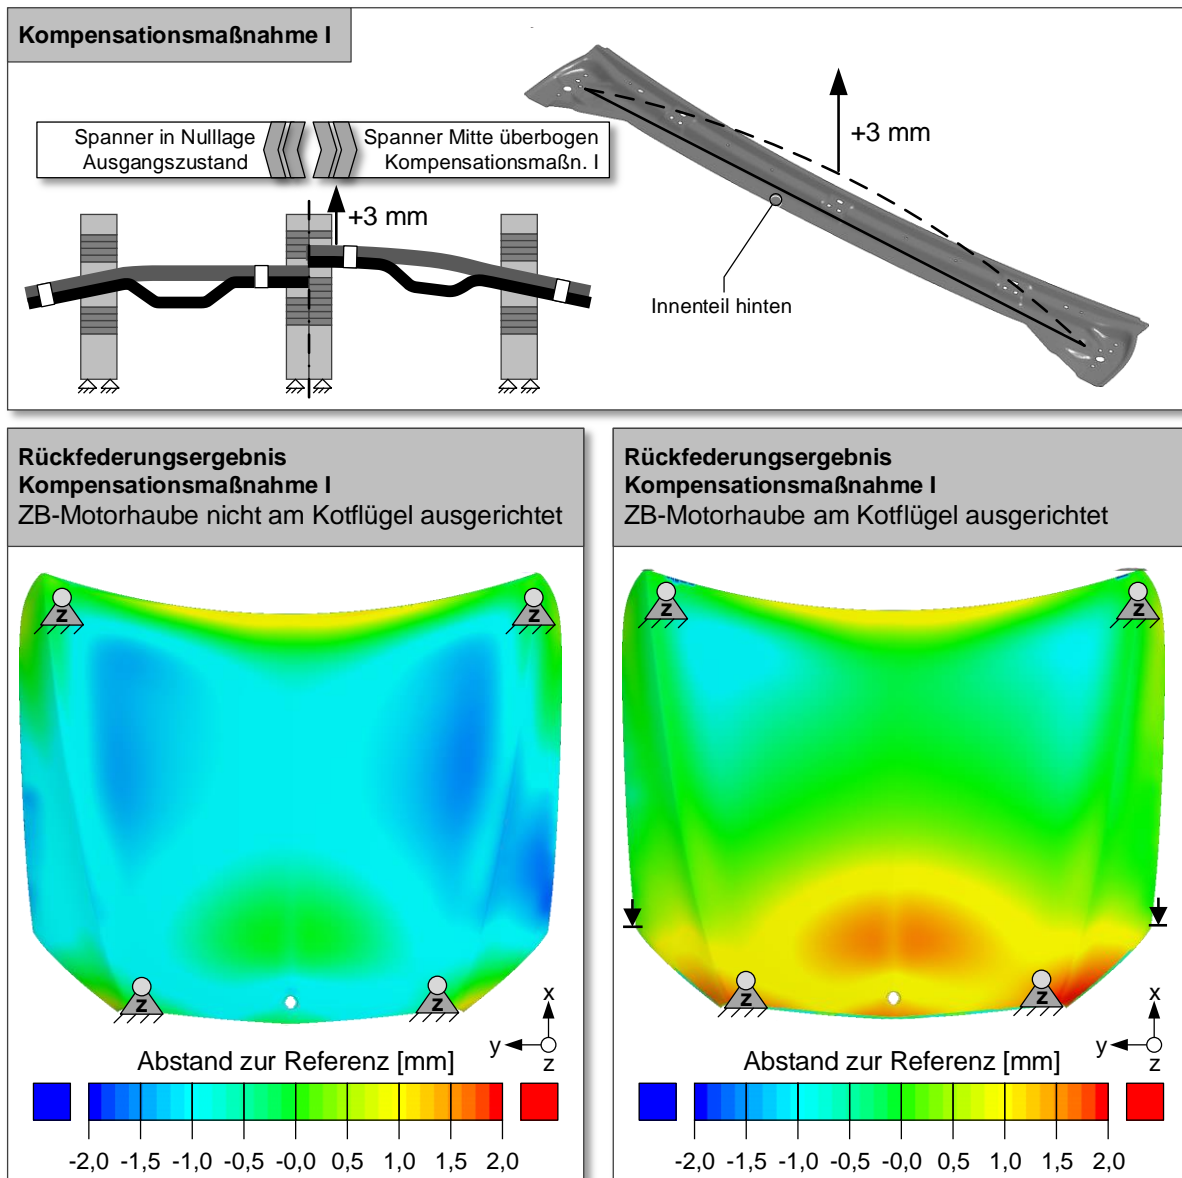 Kompensationsmaßnahme I
Spanner in Nulllage
Ausgangszustand
Spanner Mitte überbogen
Kompensationsmaßn. I
+3 mm
+3 mm
Innenteil hinten
Rückfederungsergebnis
Kompensationsmaßnahme I
ZB-Motorhaube nicht am Kotflügel ausgerichtet
z
z
z
z
x
y
z
Abstand zur Referenz [mm]
-2,0 -1,5 -1,0 -0,5 -0,0 0,5 1,0 1,5 2,0
Rückfederungsergebnis
Kompensationsmaßnahme I
ZB-Motorhaube am Kotflügel ausgerichtet
z
z
z
z
x
y
z
Abstand zur Referenz [mm]
-2,0 -1,5 -1,0 -0,5 -0,0 0,5 1,0 1,5 2,0